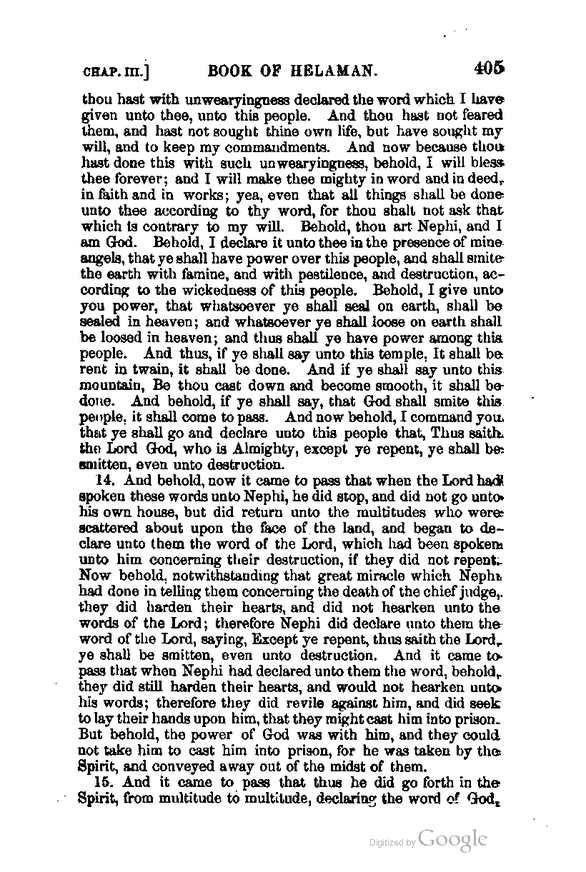 CHAP. III.] BOOK OF HELAMAN. 405
thou hast with unwearyingness declared the word which I have
given unto thee, unto this people. And thou hast not feared
them, and hast not sought thine own life, but have sought my
will, and to keep my commandments. And now because thou
hast done this with such unwearyingness, behold, I will bless
thee forever; and I will make thee mighty in word and in deed,
in faith and in works; yea, even that all things shall be done
unto thee according to thy word, for thou shalt not ask that
which is contrary to my will. Behold, thou art Nephi, and I
am God. Behold, I declare it unto thee in the presence of mine
angels, that ye shall have power over this people, and shall smite
the earth with famine, and with pestilence, and destruction, ac-
cording to the wickedness of this people. Behold, I give unto
you power, that whatsoever ye shall seal on earth, shall be
sealed in heaven; and whatsoever ye shall loose on earth shall
be loosed in heaven; and thus shall ye have power among this
people. And thus, if ye shall say unto this temple, It shall be
rent in twain, it shall be done. And if ye shall say unto this
mountain, Be thou cast down and become smooth, it shall be
done. And behold, if ye shall say, that God shall smite this
people, it shall come to pass. And now behold, I command you
that ye shall go and declare unto this people that, Thus saith
the Lord God, who is Almighty, except ye repent, ye shall be
smitten, even unto destruction.
14. And behold, now it came to pass that when the Lord had
spoken these words unto Nephi, he did stop, and did not go unto
his own house, but did return unto the multitudes who were
scattered about upon the face of the land, and began to de-
clare unto them the word of the Lord, which had been spoken
unto him concerning their destruction, if they did not repent.
Now behold, notwithstanding that great miracle which Nephi
had done in telling them concerning the death of the chief judge,
they did harden their hearts, and did not hearken unto the
words of the Lord; therefore Nephi did declare unto them the
word of the Lord, saying, Except ye repent, thus saith the Lord,
ye shall be smitten, even unto destruction. And it came to
pass that when Nephi had declared unto them the word, behold,
they did still harden their hearts, and would not hearken unto
his words; therefore they did revile against him, and did seek
to lay their hands upon him, that they might cast him into prison.
But behold, the power of God was with him, and they could
not take him to cast him into prison, for he was taken by the
Spirit, and conveyed away out of the midst of them.
15. And it came to pass that thus he did go forth in the
Spirit, from multitude to multitude, declaring the word of God,
Digitized by Google